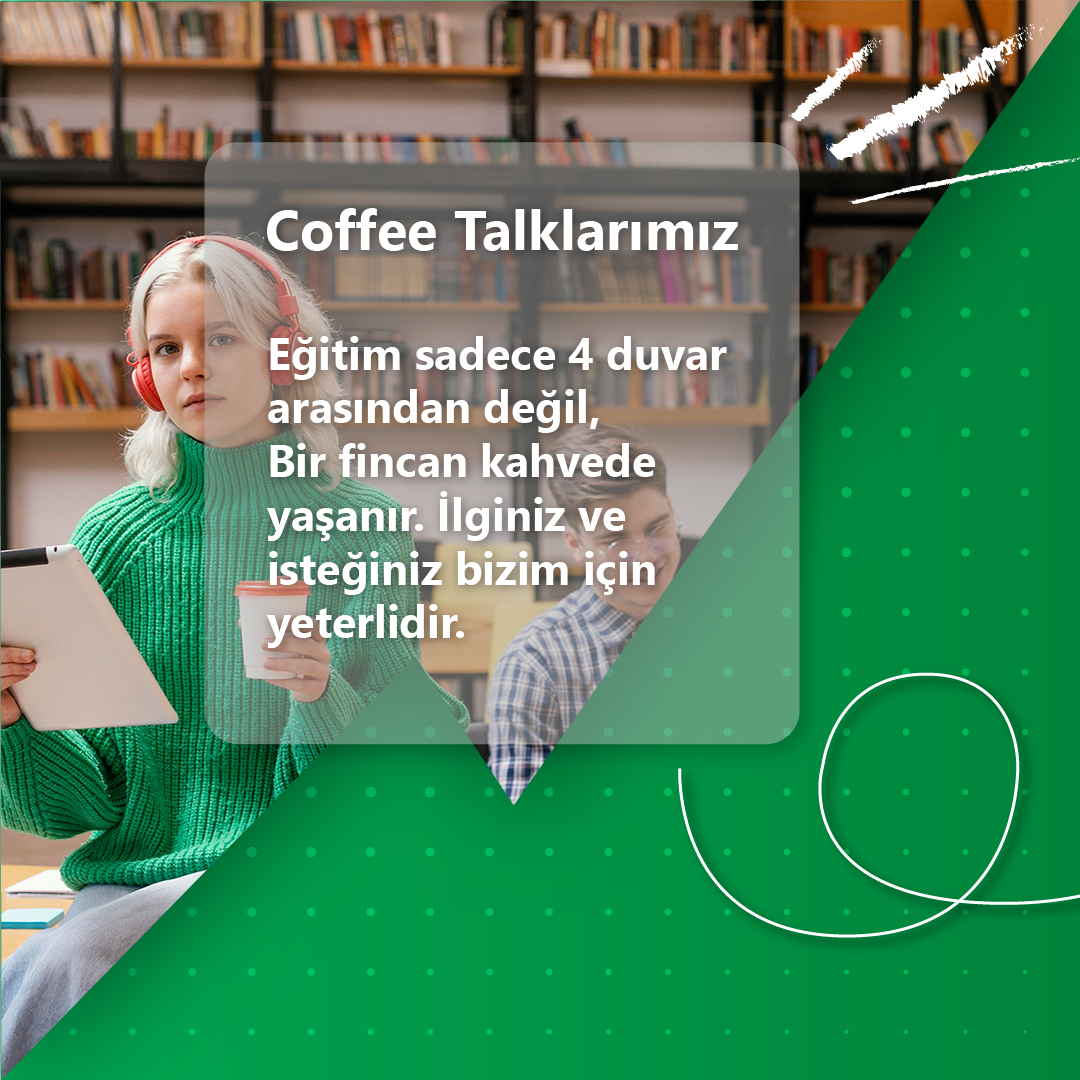 Coffee Talklarımız
Eğitim sadece 4 duvar
arasından değil,
Bir fincan kahvede
yaşanır. İlginiz ve
isteğiniz bizim için
yeterlidir.